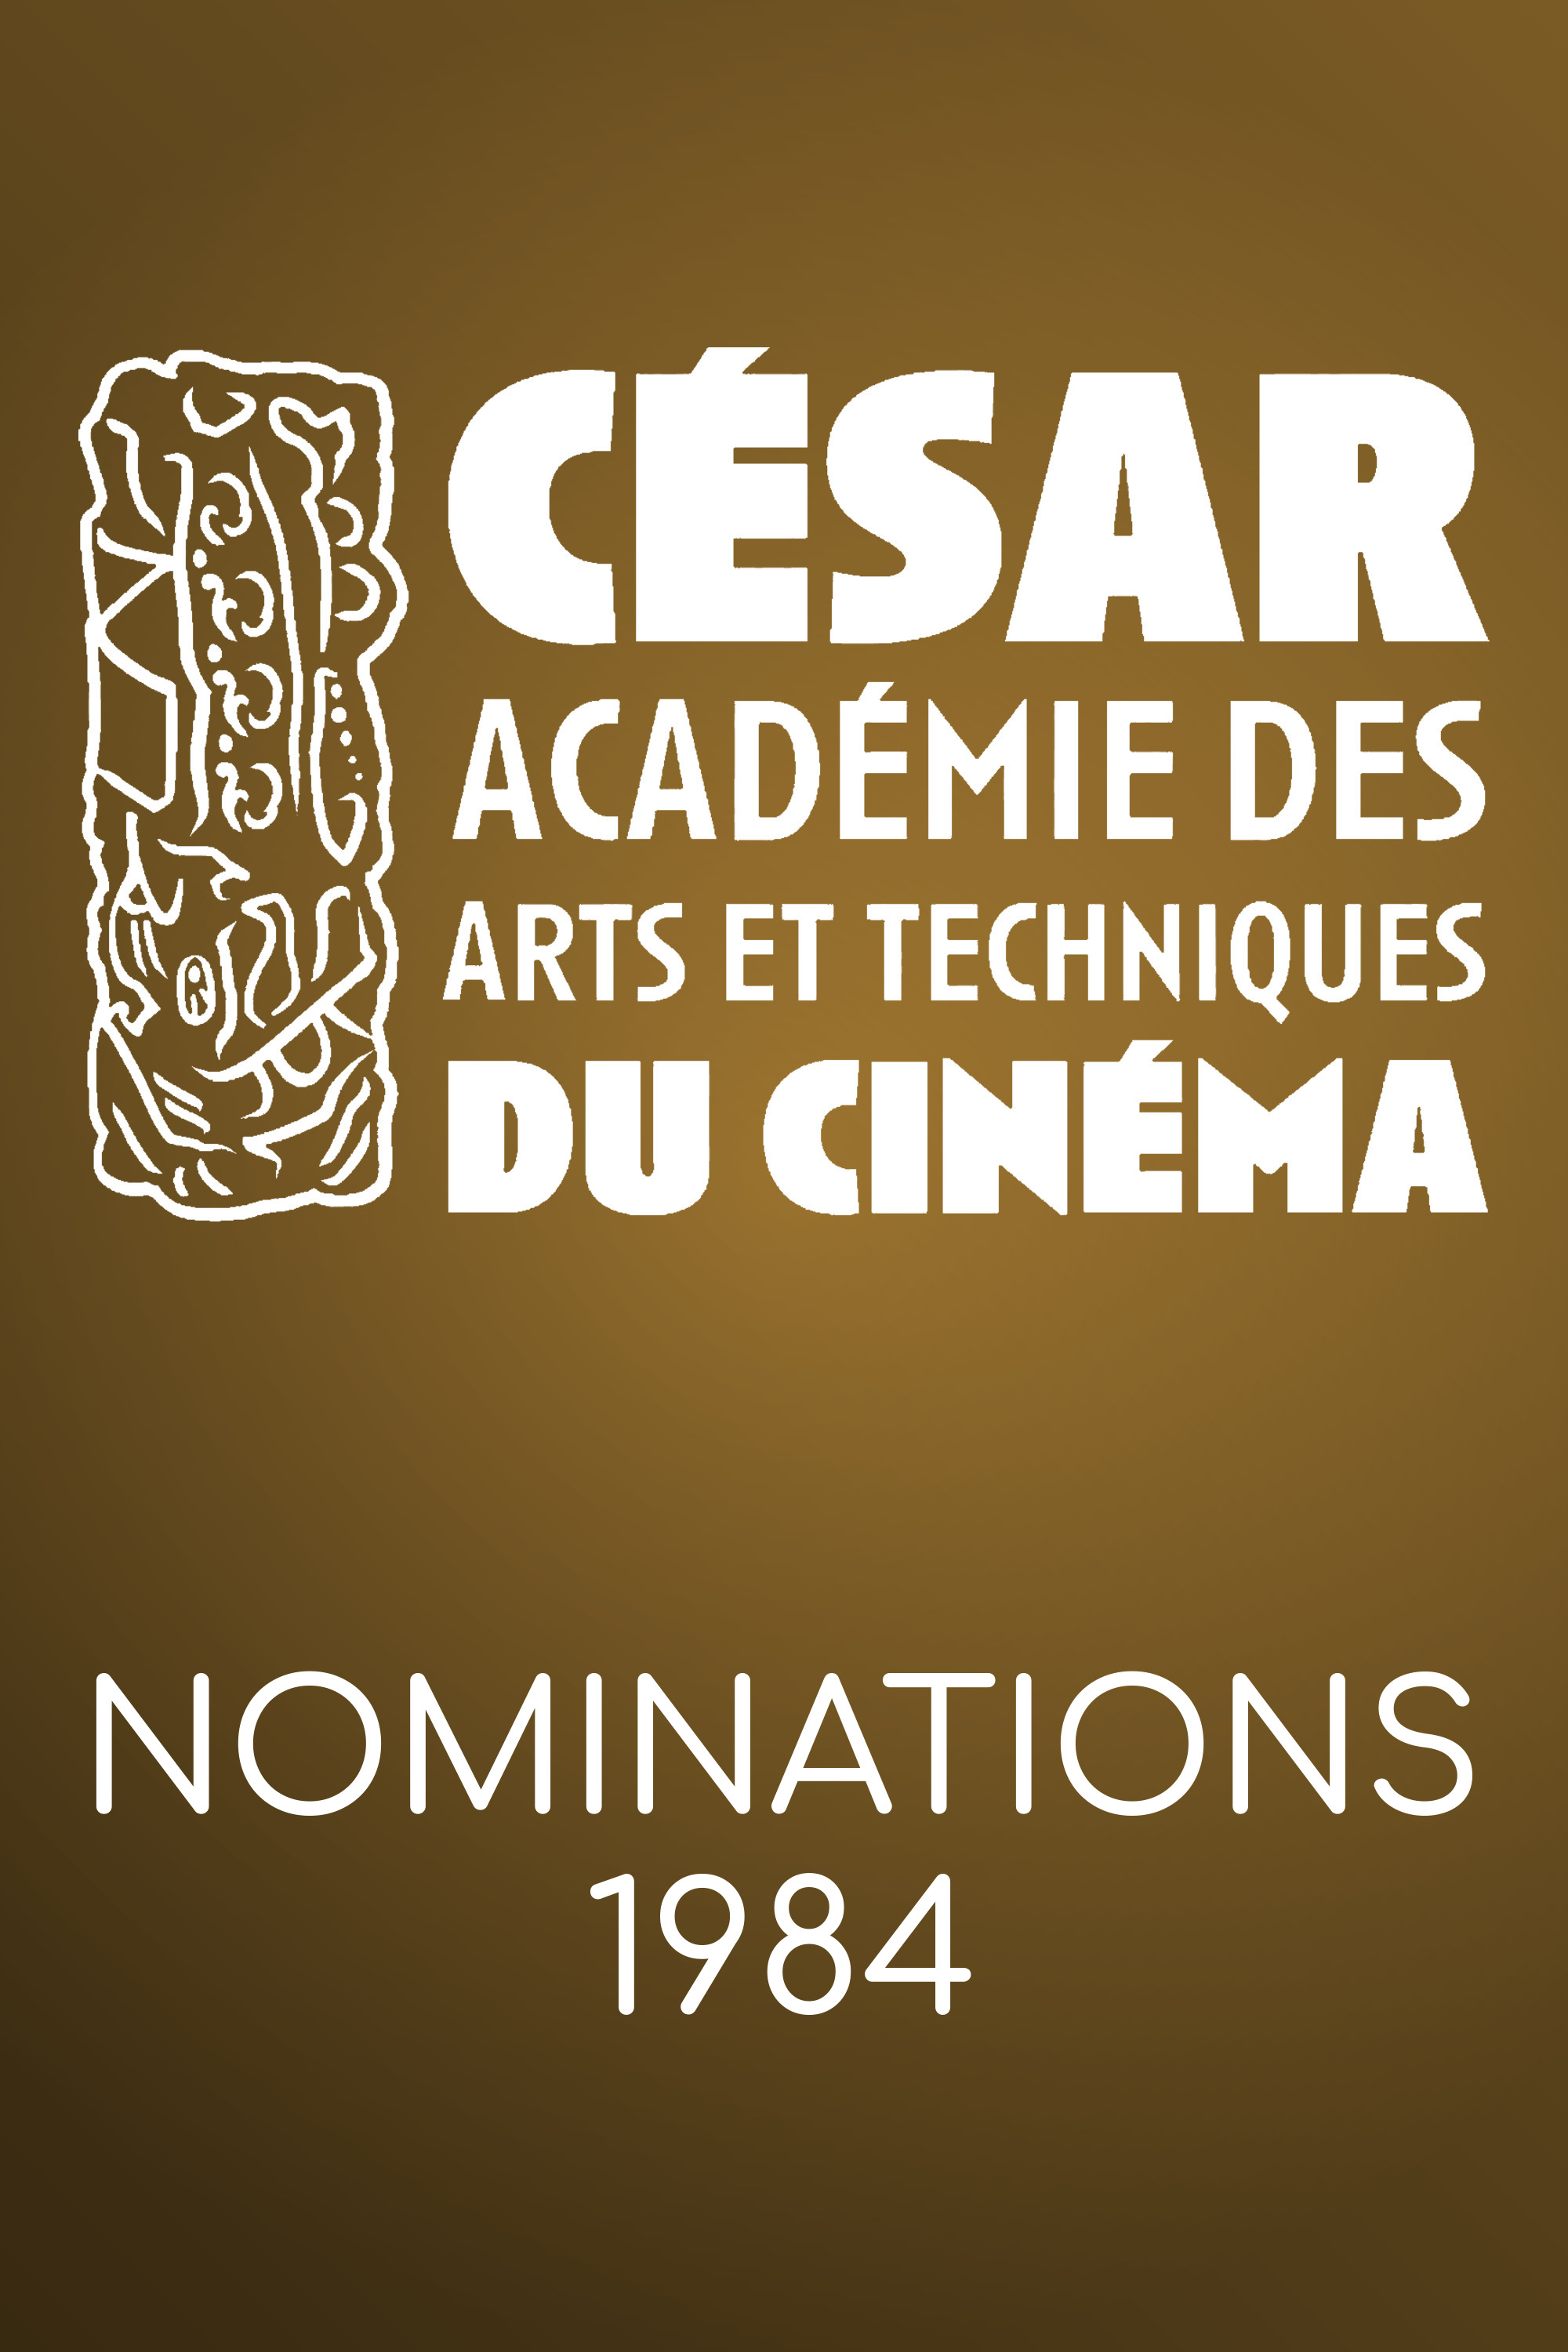 CÉSAR
ACADÉMIE DES
ARTS ET TECHNIQUES
DU CINÉMA
NOMINATIONS
1984